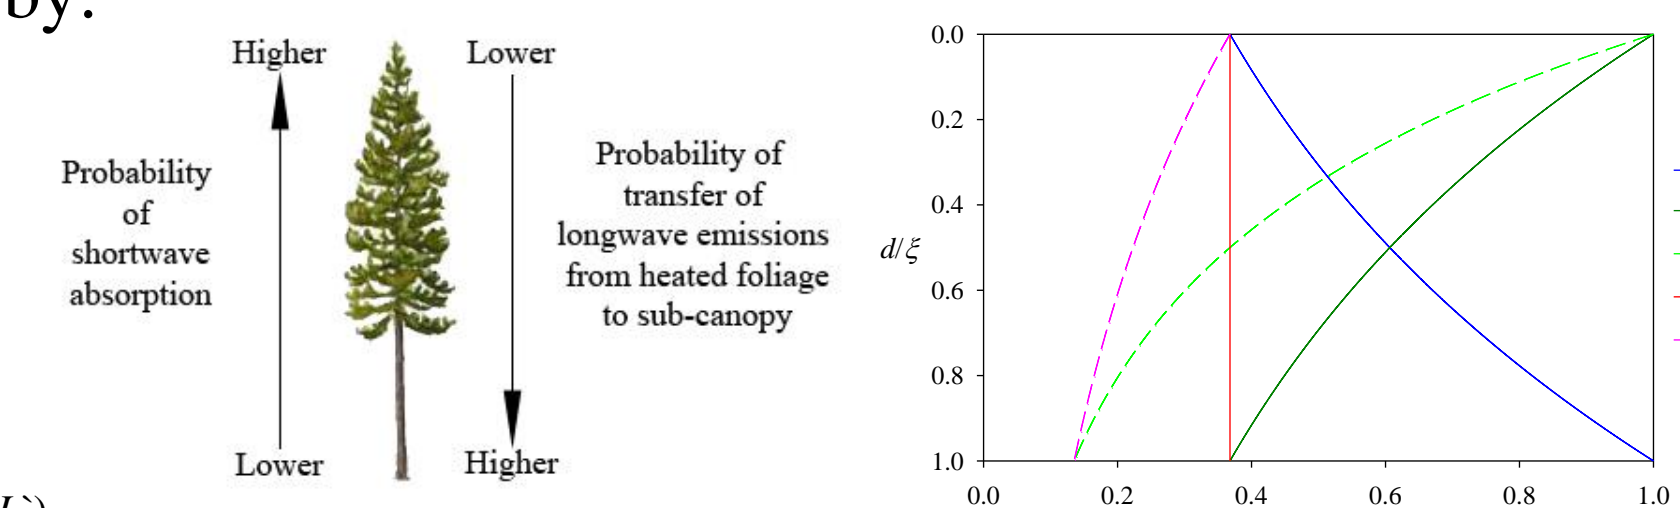 by:
Higher
Probability
of
shortwave
absorption
Lower
Lower
Probability of
transfer of
longwave emissions
from heated foliage
to sub-canopy
Higher
d/ξ
0.0
0.2
0.4
0.6
0.8
1.0
0.0 0.2 0.4 0.6 0.8 1.0